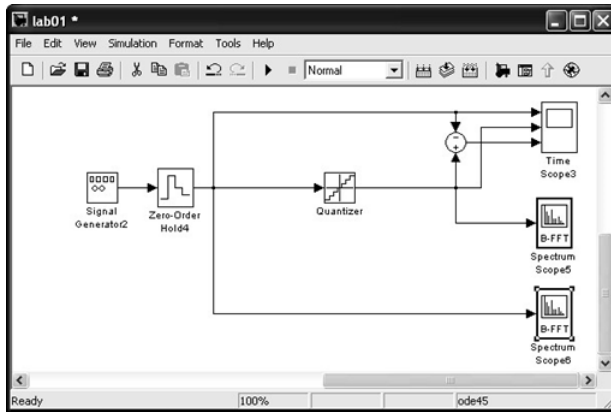 lab01 *
File Edit View Simulation Format Tools Help
Normal
Time
Scope3
Signal
Generator2
Zero-Order
Hold4
Quantizer
B-FFT
Spectrum
Scope5
B-FFT
Spectrum
Scope6
Ready 100% ode45